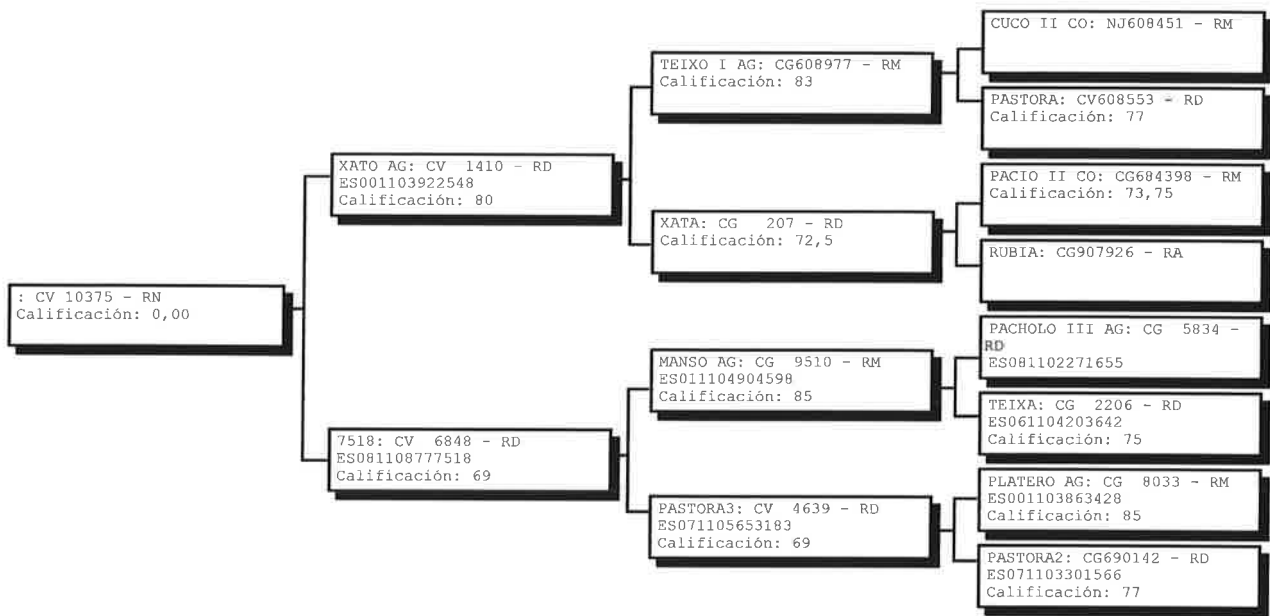 CUCO II CO: NJ608451 - RM
TEIXO I AG: CG608977 - RM
Calificación: 83
PASTORA: CV608553 - RD
Calificación: 77
XATO AG: CV 1410 - RD
ES001103922548
Calificación: 80
PACIO II CO: CG684398 - RM
Calificación: 73,75
XATA: CG 207 - RD
Calificación: 72,5
RUBIA: CG907926 - RA
: CV 10375 - RN
Calificación: 0,00
PACHOLO III AG: CG 5834 -
RD
ES081102271655
MANSO AG: CG 9510 - RM
ES011104904598
Calificación: 85
TEIXA: CG 2206 - RD
ES061104203642
Calificación: 75
7518: CV 6848 - RD
ES081108777518
Calificación: 69
PLATERO AG: CG 8033 - RM
ES001103863428
Calificación: 85
PASTORA3: CV 4639 - RD
ES071105653183
Calificación: 69
PASTORA2: CG690142 - RD
ES071103301566
Calificación: 77